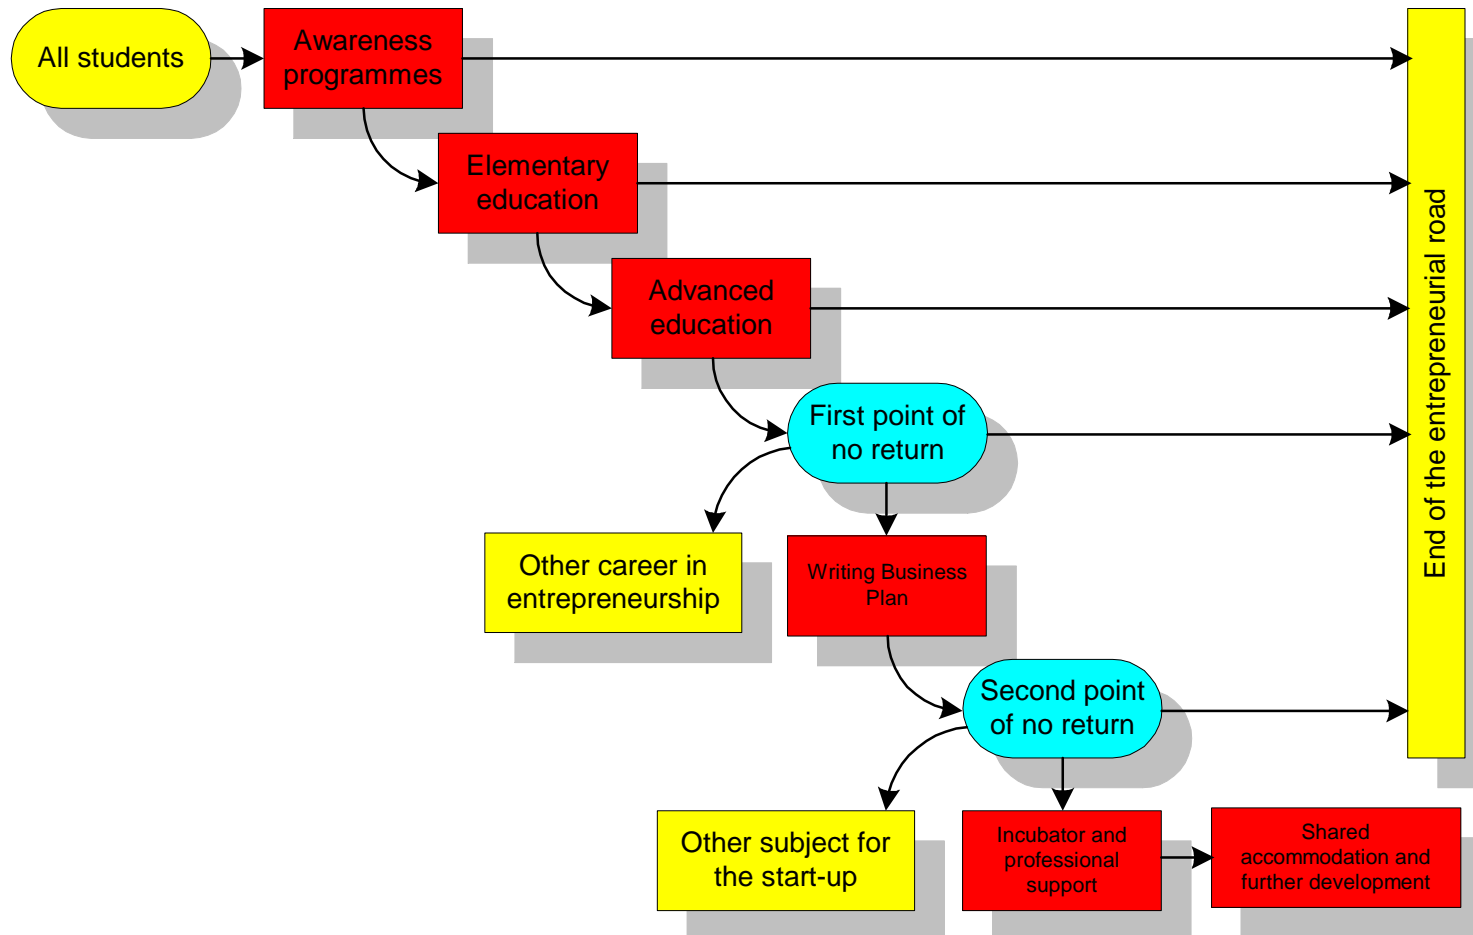 All students
Awareness
programmes
Elementary
education
Advanced
education
First point of
no return
End of the entrepreneurial road
Other career in
entrepreneurship
Writing Business
Plan
Second point
of no return
Other subject for
the start-up
Incubator and
professional
support
Shared
accommodation and
further development